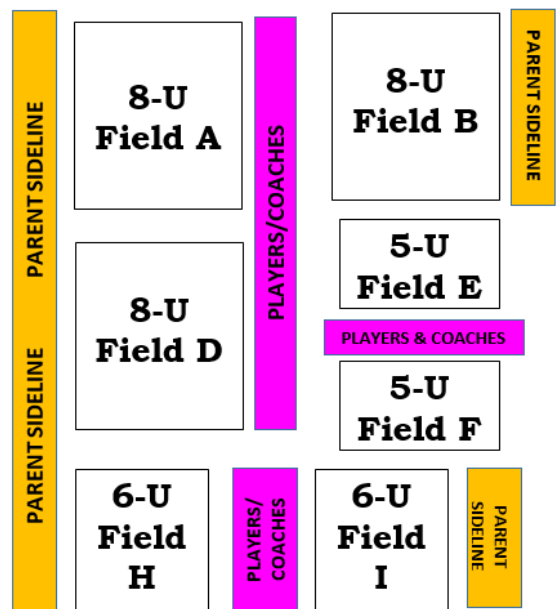 PARENT SIDELINE
PARENT SIDELINE
8-U
Field A
PLAYERS/COACHES
8-U
Field B
PARENT SIDELINE
8-U
Field D
5-U
Field E
PLAYERS & COACHES
5-U
Field F
6-U
Field
H
PLAYERS/
COACHES
6-U
Field
I
PARENT
SIDELINE